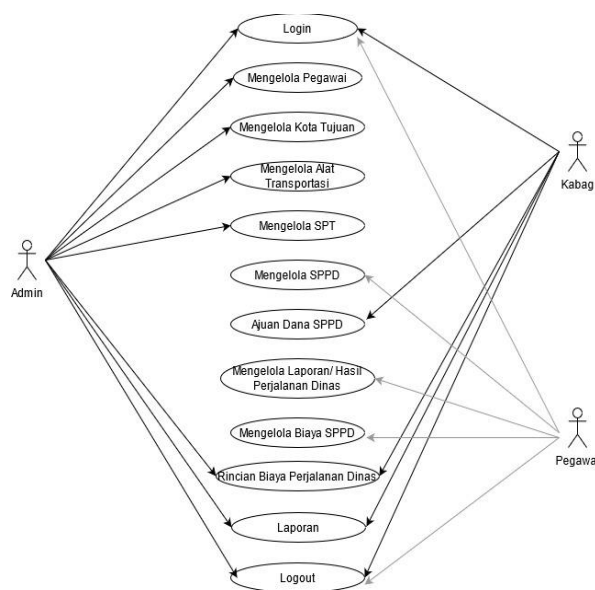 Login
Mengelola Pegawai
Mengelola Kota Tujuan
Mengelola Alat
Transportasi
Mengelola SPT
Mengelola SPPD
Ajuan Dana SPPD
Mengelola Laporan/ Hasil
Perjalanan Dinas
Mengelola Biaya SPPD
Rincian Biaya Perjalanan Dinas
Laporan
Logout
Admin
Kabag
Pegawa